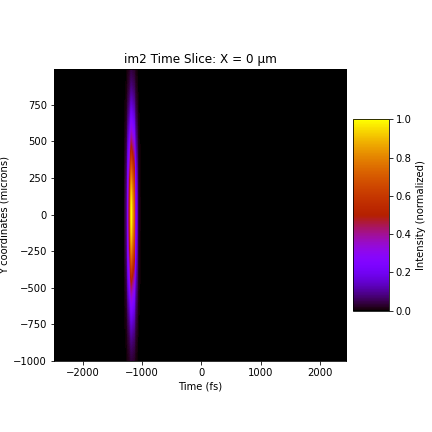 im2 Time Slice: X = 0 μm
Y coordinates (microns)
750
500
250
0
−250
−500
−750
−1000
−2000 −1000 0 1000 2000
Time (fs)
1.0
0.8
0.6
0.4
0.2
0.0
Intensity (normalized)